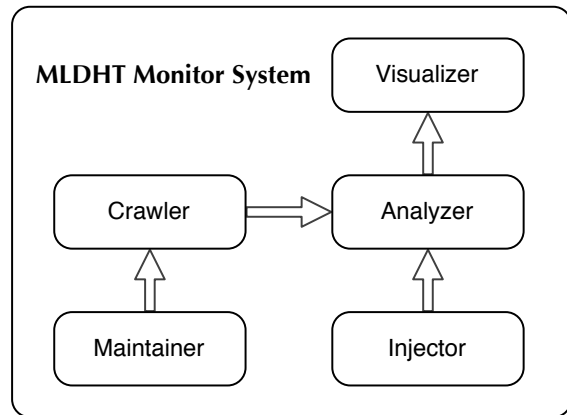 MLDHT Monitor System
Visualizer
Crawler
Analyzer
Maintainer
Injector